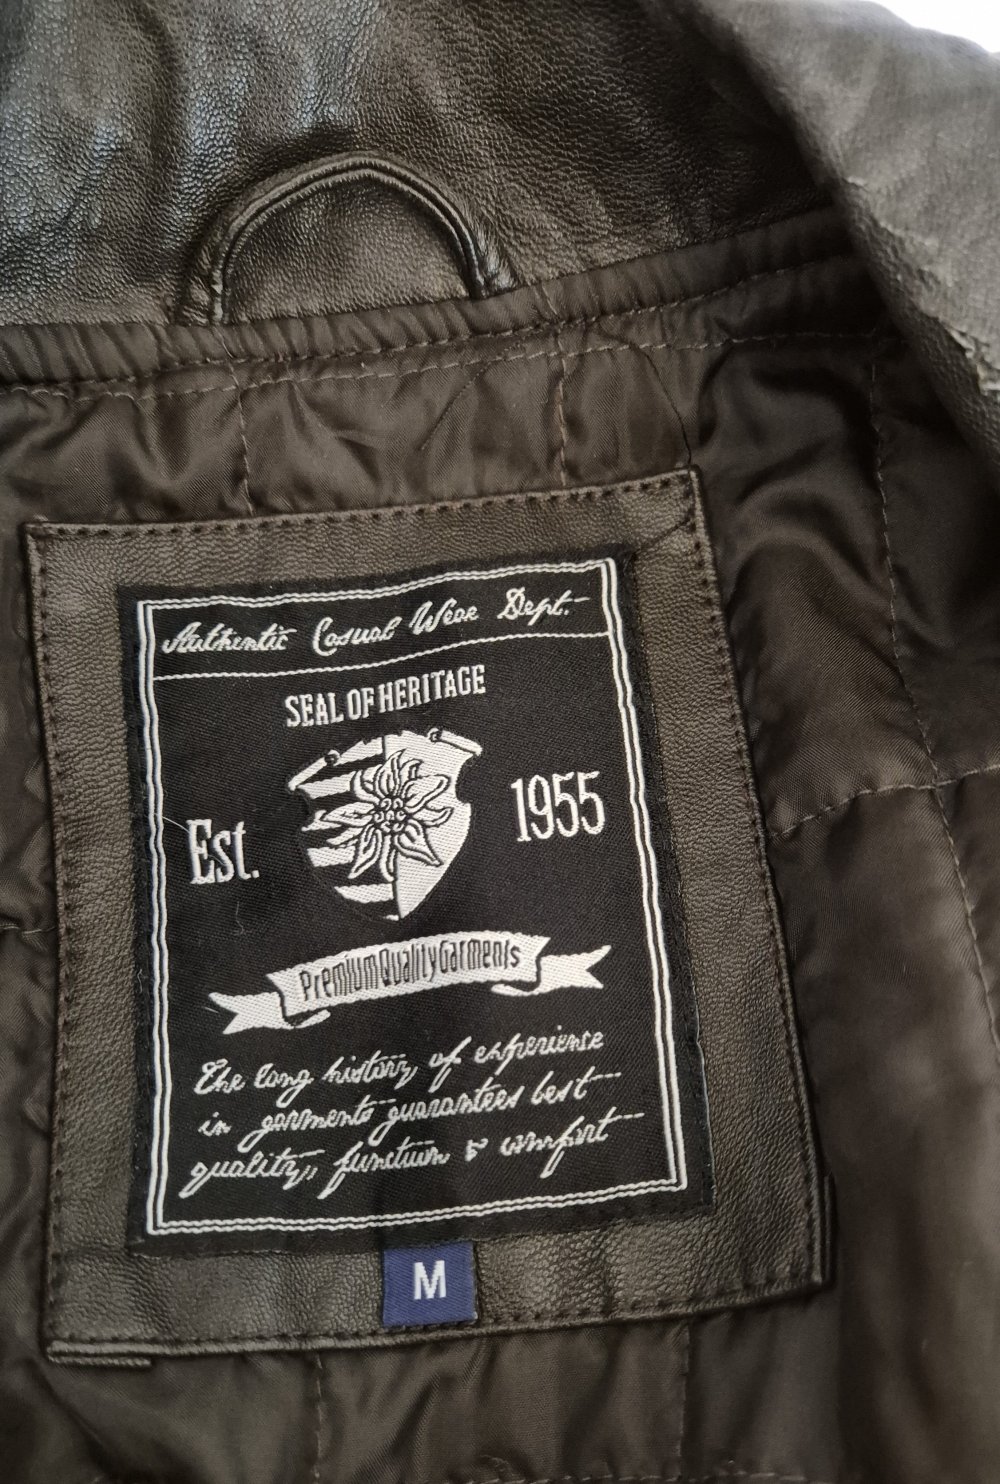 Authentic Casual Wear Dept.
SEAL OF HERITAGE
Est. 1955
Premium Quality Garments
The long history of experience
in garments guarantees best
quality, function & comfort
M